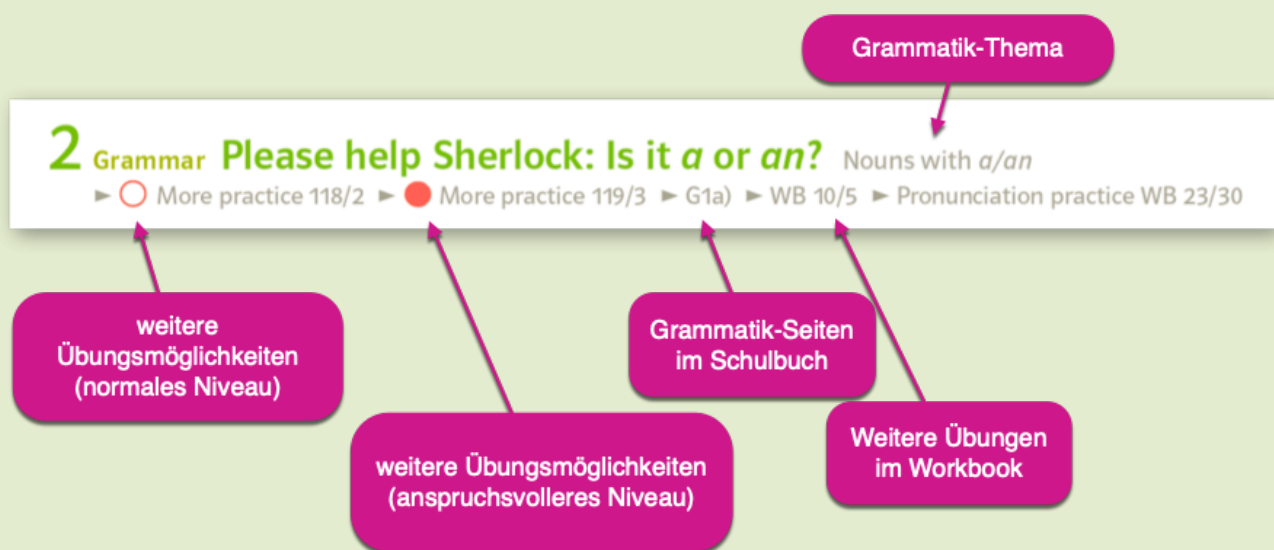 Grammatik-Thema
2 Grammar Please help Sherlock: Is it a or an? Nouns with a/an
► More practice 118/2 ► More practice 119/3 ► G1a) ► WB 10/5 ► Pronunciation practice WB 23/30
weitere
Übungsmöglichkeiten
(normales Niveau)
weitere Übungsmöglichkeiten
(anspruchsvolleres Niveau)
Grammatik-Seiten
im Schulbuch
Weitere Übungen
im Workbook